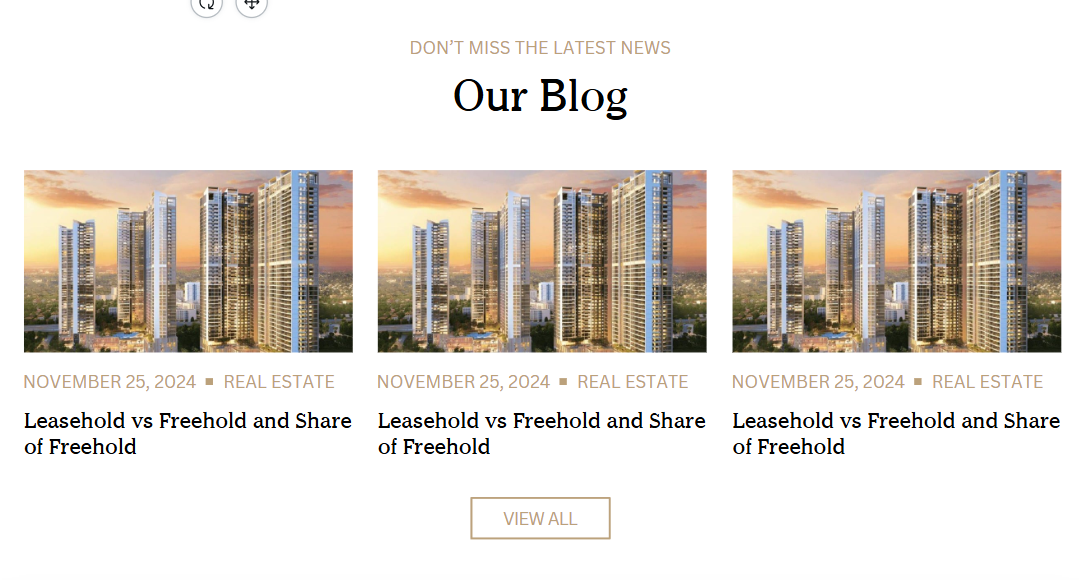 DON’T MISS THE LATEST NEWS
Our Blog
NOVEMBER 25, 2024 ▪ REAL ESTATE
Leasehold vs Freehold and Share
of Freehold
NOVEMBER 25, 2024 ▪ REAL ESTATE
Leasehold vs Freehold and Share
of Freehold
NOVEMBER 25, 2024 ▪ REAL ESTATE
Leasehold vs Freehold and Share
of Freehold
VIEW ALL